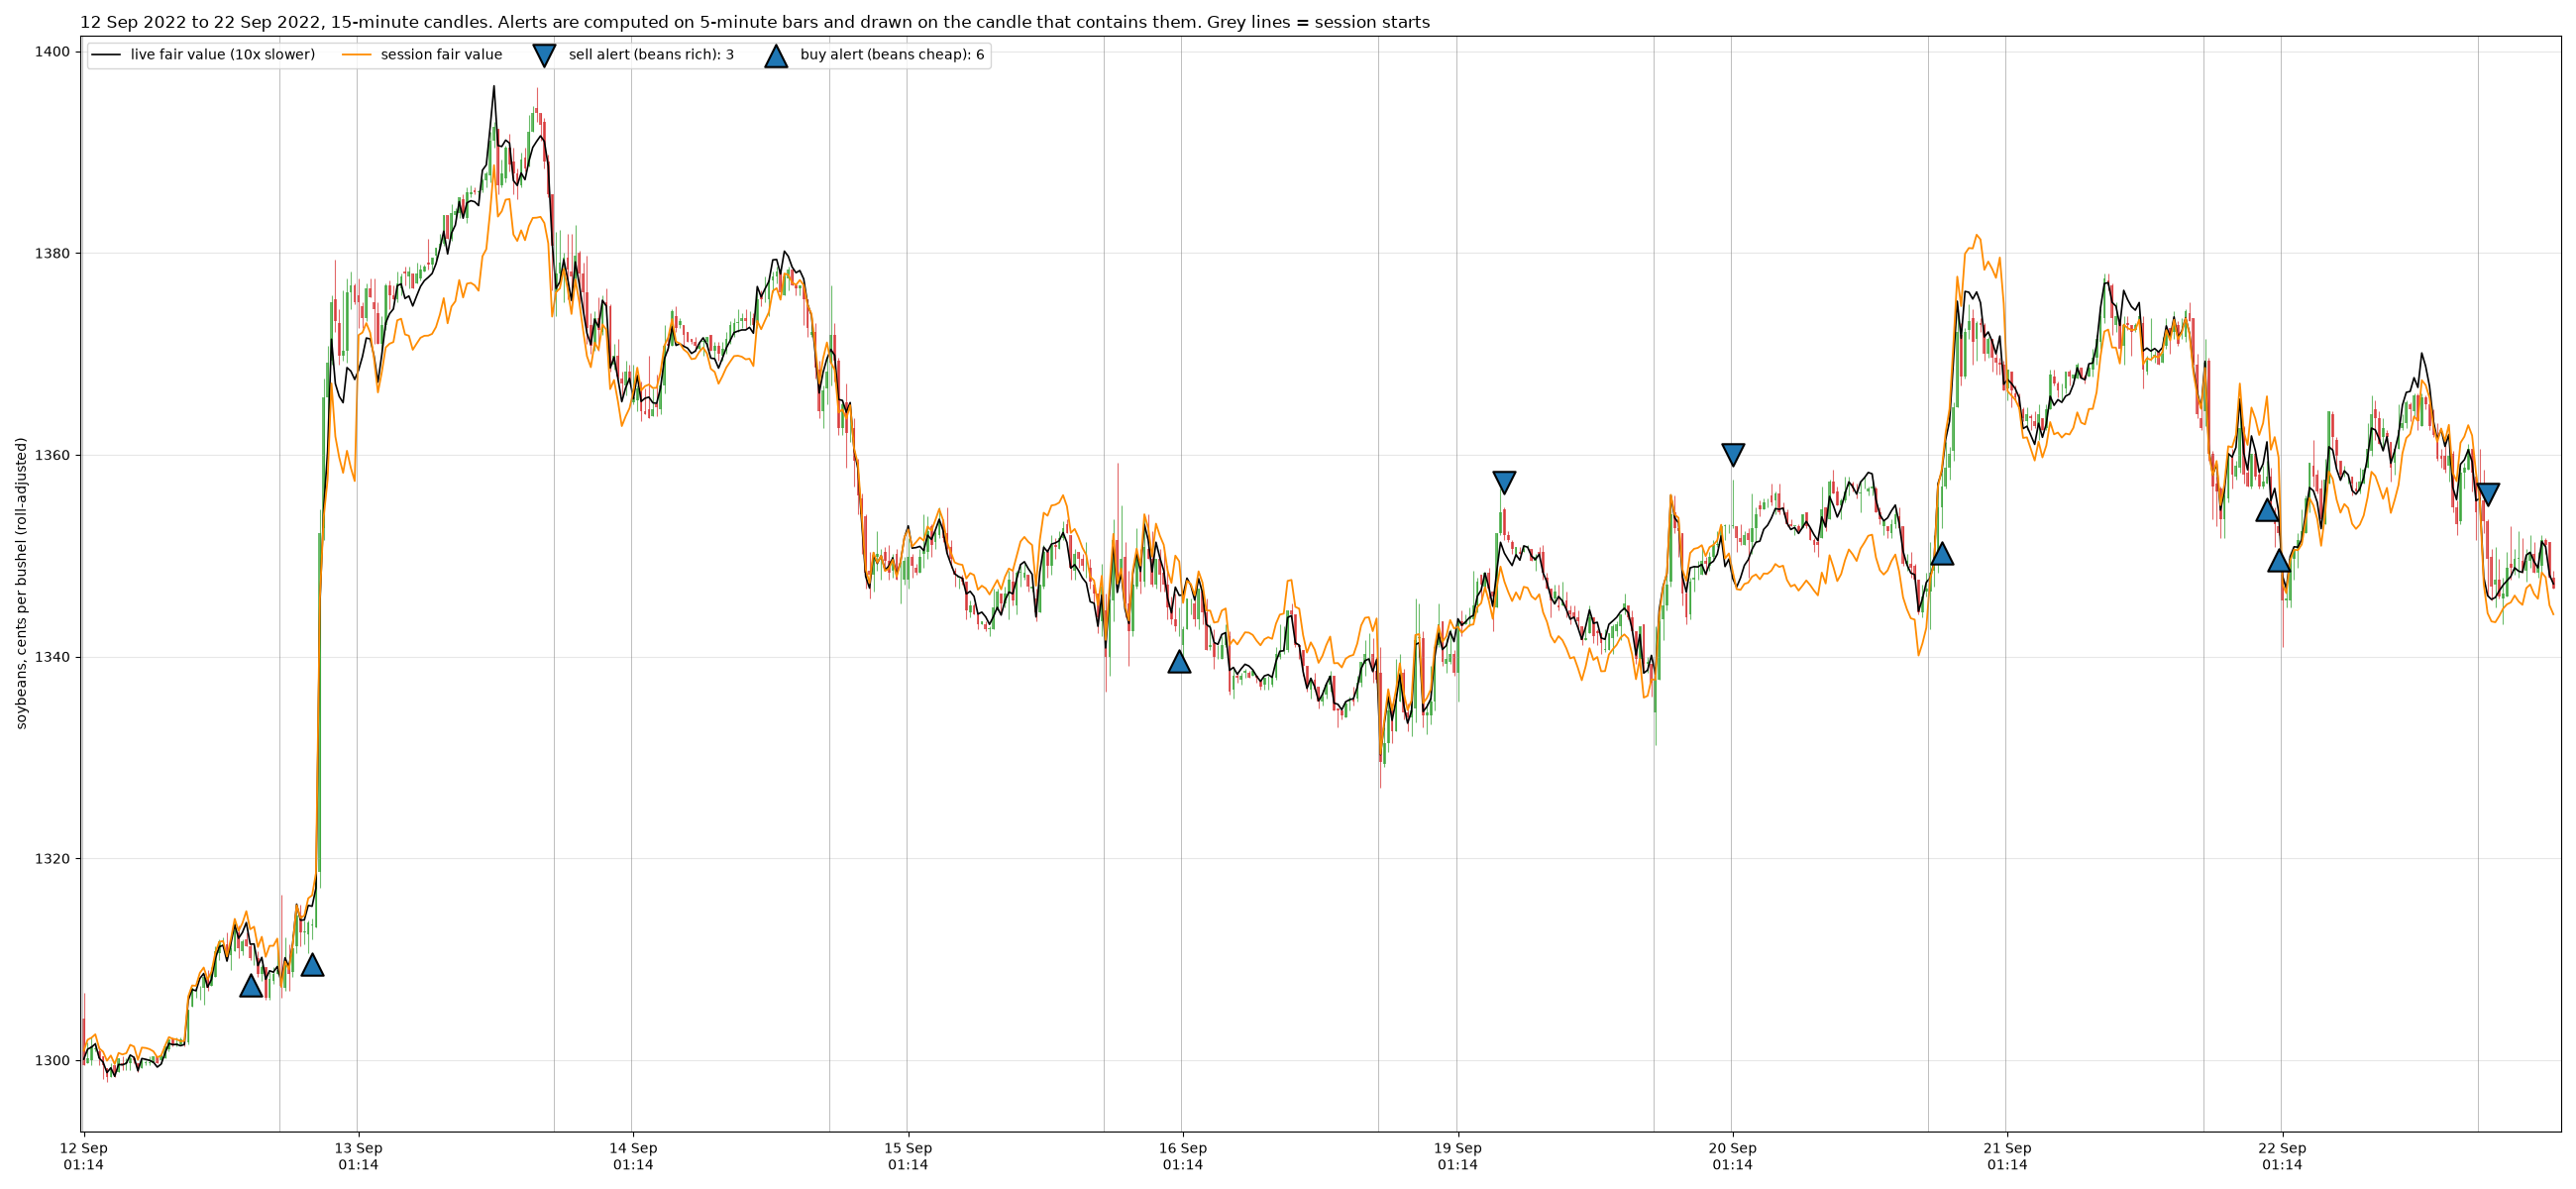 12 Sep 2022 to 22 Sep 2022, 15-minute candles. Alerts are computed on 5-minute bars and drawn on the candle that contains them. Grey lines = session starts
live fair value (10x slower)
session fair value
sell alert (beans rich): 3
buy alert (beans cheap): 6
soybeans, cents per bushel (roll-adjusted)
1400
1380
1360
1340
1320
1300
12 Sep
01:14
13 Sep
01:14
14 Sep
01:14
15 Sep
01:14
16 Sep
01:14
19 Sep
01:14
20 Sep
01:14
21 Sep
01:14
22 Sep
01:14